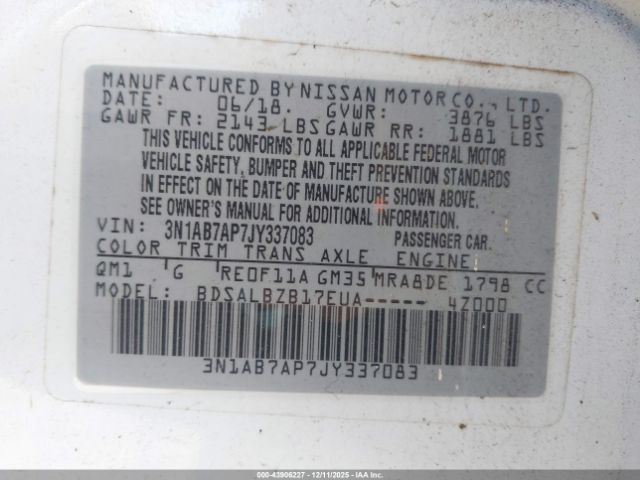 MANUFACTURED BY NISSAN MOTOR CO., LTD.
DATE: 06/18. GVWR: 3876 LBS
GAWR FR: 2143 LBS GAWR RR: 1881 LBS
THIS VEHICLE CONFORMS TO ALL APPLICABLE FEDERAL MOTOR
VEHICLE SAFETY, BUMPER AND THEFT PREVENTION STANDARDS
IN EFFECT ON THE DATE OF MANUFACTURE SHOWN ABOVE.
SEE OWNER'S MANUAL FOR ADDITIONAL INFORMATION.
VIN: 3N1AB7AP7JY337083 PASSENGER CAR.
COLOR TRIM TRANS AXLE ENGINE
QM1 G RE0F11A GM35 MRA8DE 1798 CC
MODEL: BDSALBZB17EUA----- 4Z000
3N1AB7AP7JY337083
000-43906227 - 12/11/2025 - IAA Inc.